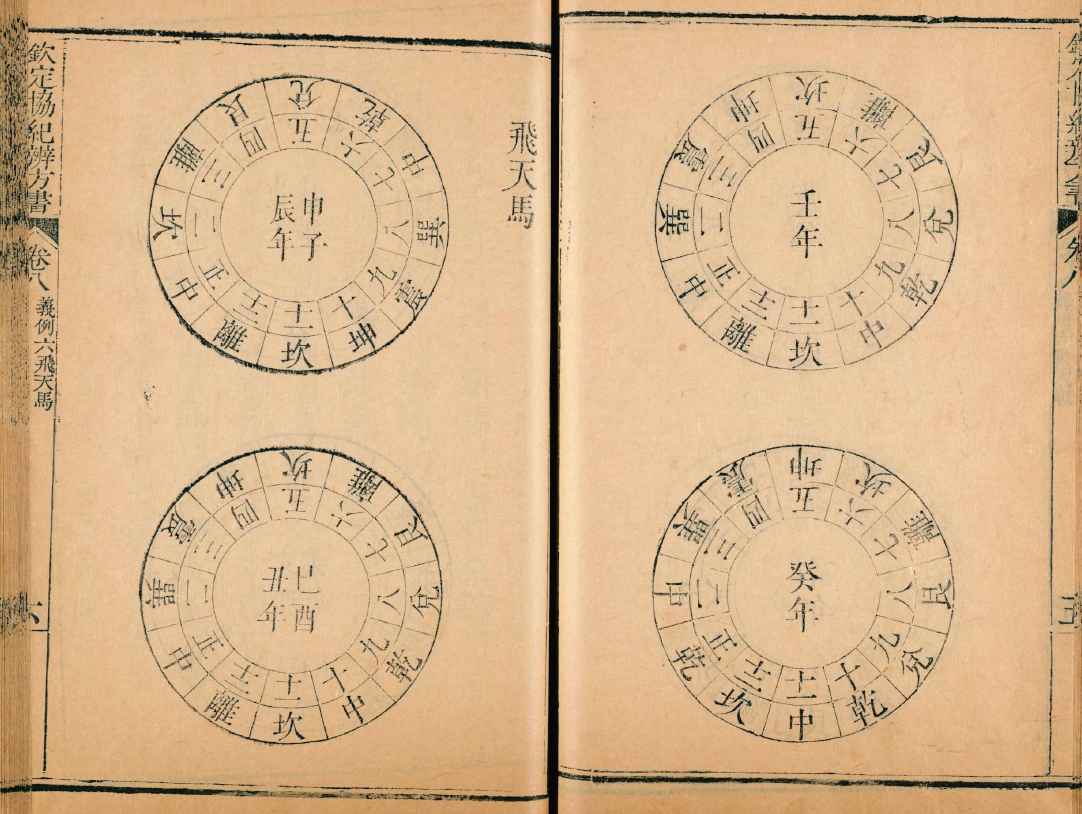 壬年
正二三四五六七八九十十一十二
中巽震坤坎離艮兌乾中坎離
癸年
正二三四五六七八九十十一十二
乾中巽震坤坎離艮兌乾中坎
飛天馬
申子
辰年
正二三四五六七八九十十一十二
中坎離艮兌乾中巽震坤坎離
巳酉
丑年
正二三四五六七八九十十一十二
中巽震坤坎離艮兌乾中坎離
欽定協紀辨方書
卷八
義例六飛天馬
六